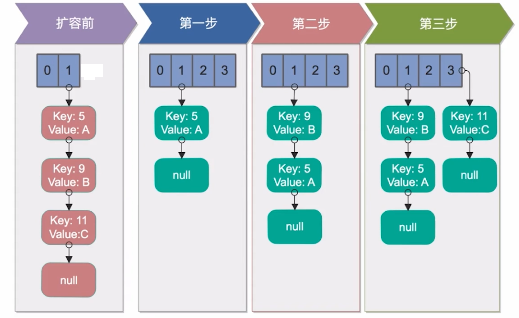 扩容前
0 1
Key: 5
Value: A
Key: 9
Value: B
Key: 11
Value:C
null
第一步
0 1 2 3
Key: 5
Value: A
null
第二步
0 1 2 3
Key: 9
Value: B
Key: 5
Value: A
null
第三步
0 1 2 3
Key: 9
Value: B
Key: 11
Value:C
Key: 5
Value: A
null
null